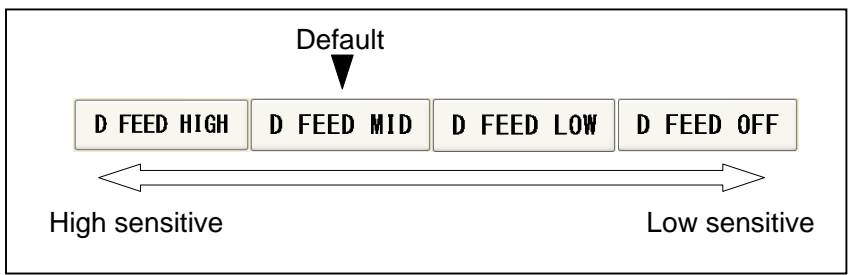 Default
D FEED HIGH D FEED MID D FEED LOW D FEED OFF
High sensitive Low sensitive